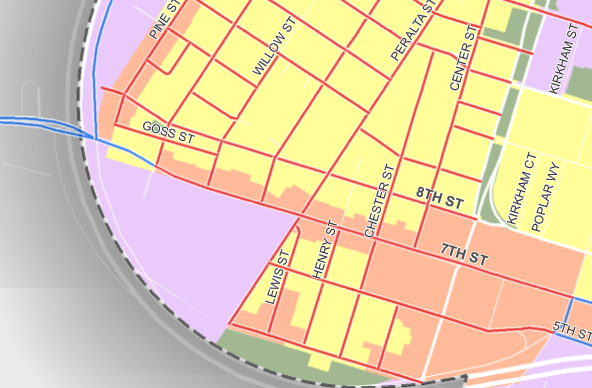 PINE ST
WILLOW ST
PERALTA ST
CENTER ST
KIRKHAM ST
GOSS ST
8TH ST
KIRKHAM CT
POPLAR WY
CHESTER ST
HENRY ST
7TH ST
LEWIS ST
5TH ST